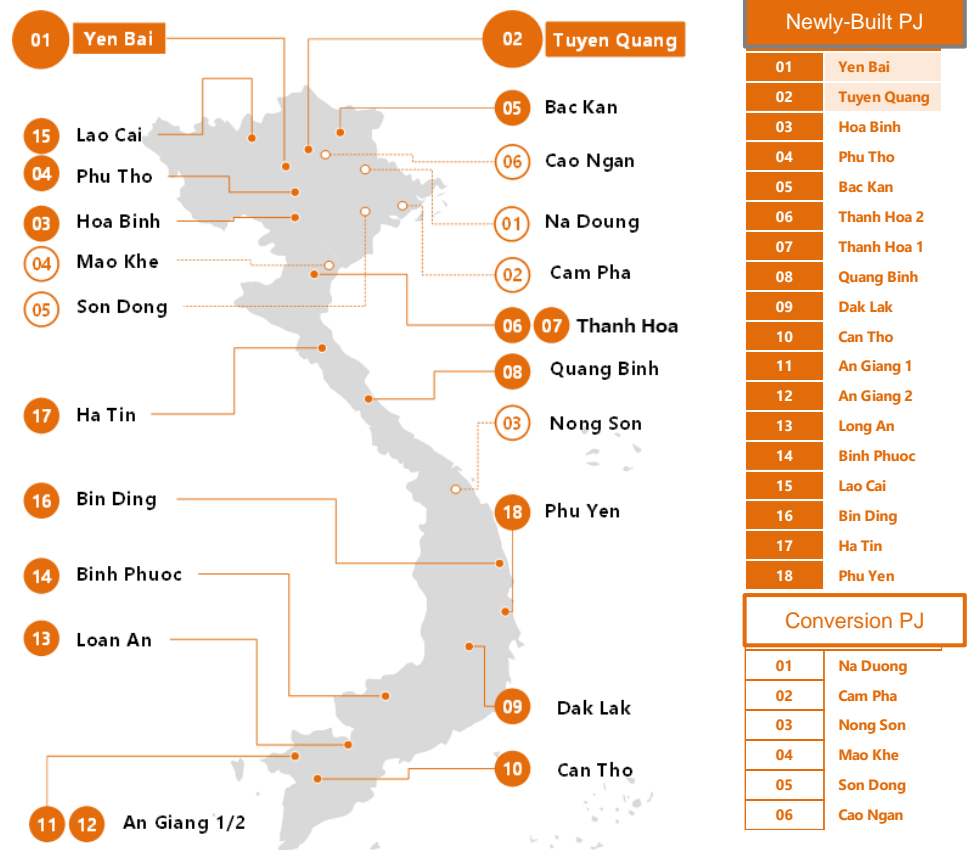 01 Yen Bai
02 Tuyen Quang
05 Bac Kan
15 Lao Cai
06 Cao Ngan
04 Phu Tho
03 Hoa Binh
01 Na Doung
04 Mao Khe
02 Cam Pha
05 Son Dong
06 07 Thanh Hoa
08 Quang Binh
17 Ha Tin
03 Nong Son
16 Bin Ding
18 Phu Yen
14 Binh Phuoc
13 Loan An
09 Dak Lak
10 Can Tho
11 12 An Giang 1/2
Newly-Built PJ
01 Yen Bai
02 Tuyen Quang
03 Hoa Binh
04 Phu Tho
05 Bac Kan
06 Thanh Hoa 2
07 Thanh Hoa 1
08 Quang Binh
09 Dak Lak
10 Can Tho
11 An Giang 1
12 An Giang 2
13 Long An
14 Binh Phuoc
15 Lao Cai
16 Bin Ding
17 Ha Tin
18 Phu Yen
Conversion PJ
01 Na Duong
02 Cam Pha
03 Nong Son
04 Mao Khe
05 Son Dong
06 Cao Ngan